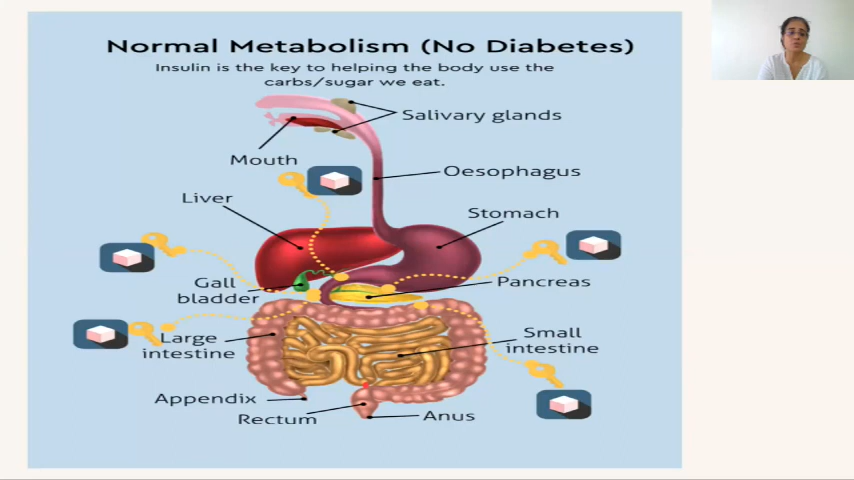 Normal Metabolism (No Diabetes)
Insulin is the key to helping the body use the
carbs/sugar we eat.
Salivary glands
Mouth
Oesophagus
Liver
Stomach
Gall
bladder
Pancreas
Large
intestine
Small
intestine
Appendix
Rectum
Anus